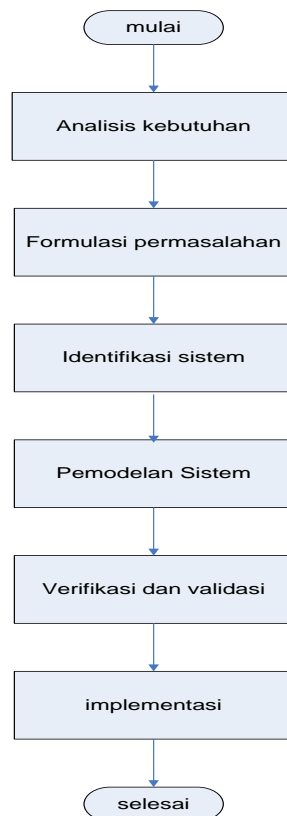 mulai
Analisis kebutuhan
Formulasi permasalahan
Identifikasi sistem
Pemodelan Sistem
Verifikasi dan validasi
implementasi
selesai